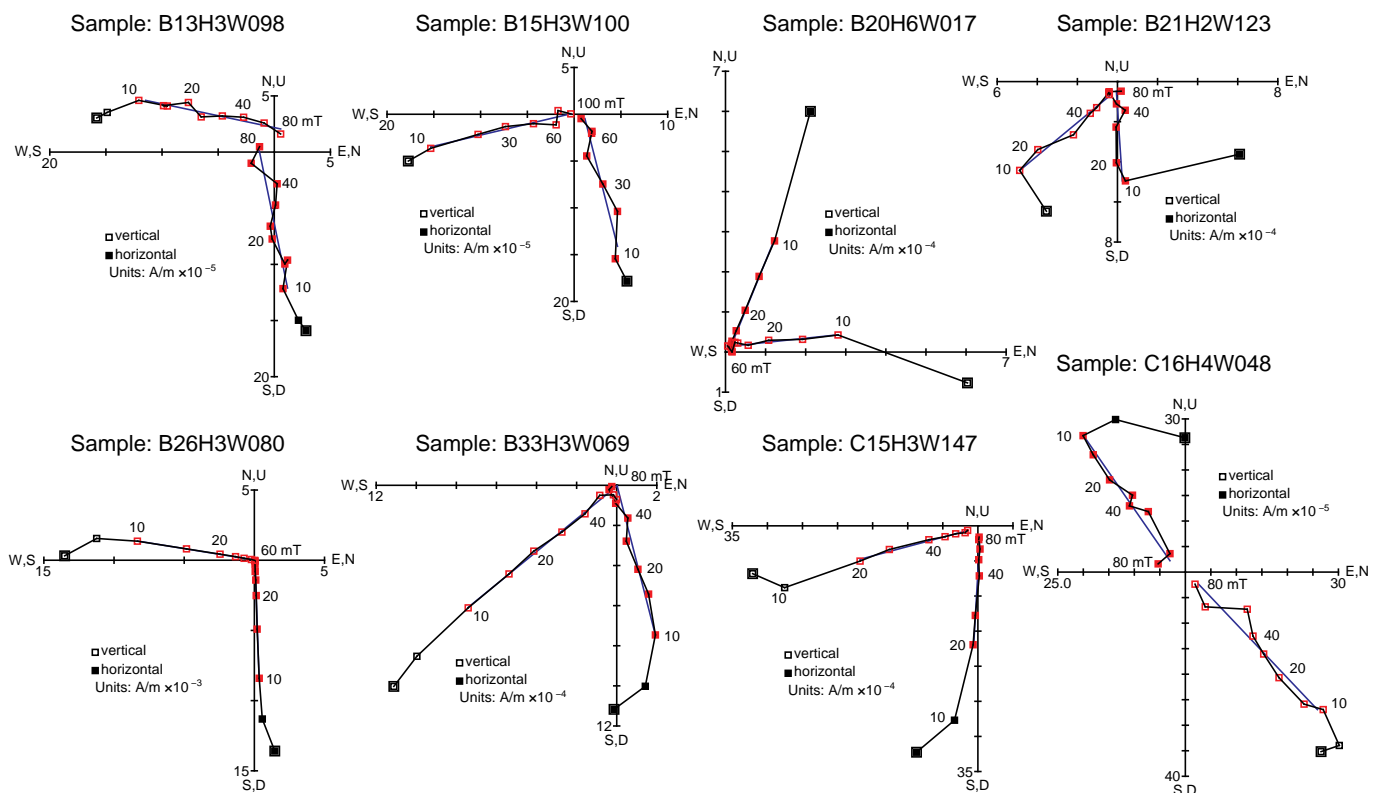 Sample: B13H3W098
N,U
5
10
20
40
80 mT
80
W,S
20
E,N
5
40
20
10
vertical
horizontal
Units: A/m ×10⁻⁵
20
S,D
Sample: B15H3W100
N,U
5
100 mT
W,S
20
E,N
10
10
30
60
60
30
10
vertical
horizontal
Units: A/m ×10⁻⁵
20
S,D
Sample: B20H6W017
7
N,U
10
20
20
10
vertical
horizontal
Units: A/m ×10⁻⁴
W,S
60 mT
7
E,N
1
S,D
Sample: B21H2W123
N,U
W,S
6
E,N
8
80 mT
40
40
20
10
20
10
vertical
horizontal
Units: A/m ×10⁻⁴
8
S,D
Sample: B26H3W080
N,U
5
10
20
60 mT
W,S
15
E,N
5
20
10
vertical
horizontal
Units: A/m ×10⁻³
15
S,D
Sample: B33H3W069
N,U
80 mT
W,S
12
E,N
2
40
40
20
20
10
10
vertical
horizontal
Units: A/m ×10⁻⁴
12
S,D
Sample: C15H3W147
N,U
W,S
35
E,N
80 mT
40
40
20
10
20
10
vertical
horizontal
Units: A/m ×10⁻⁴
35
S,D
Sample: C16H4W048
N,U
30
10
20
40
80 mT
vertical
horizontal
Units: A/m ×10⁻⁵
W,S
25.0
30
E,N
80 mT
40
20
10
40
S,D